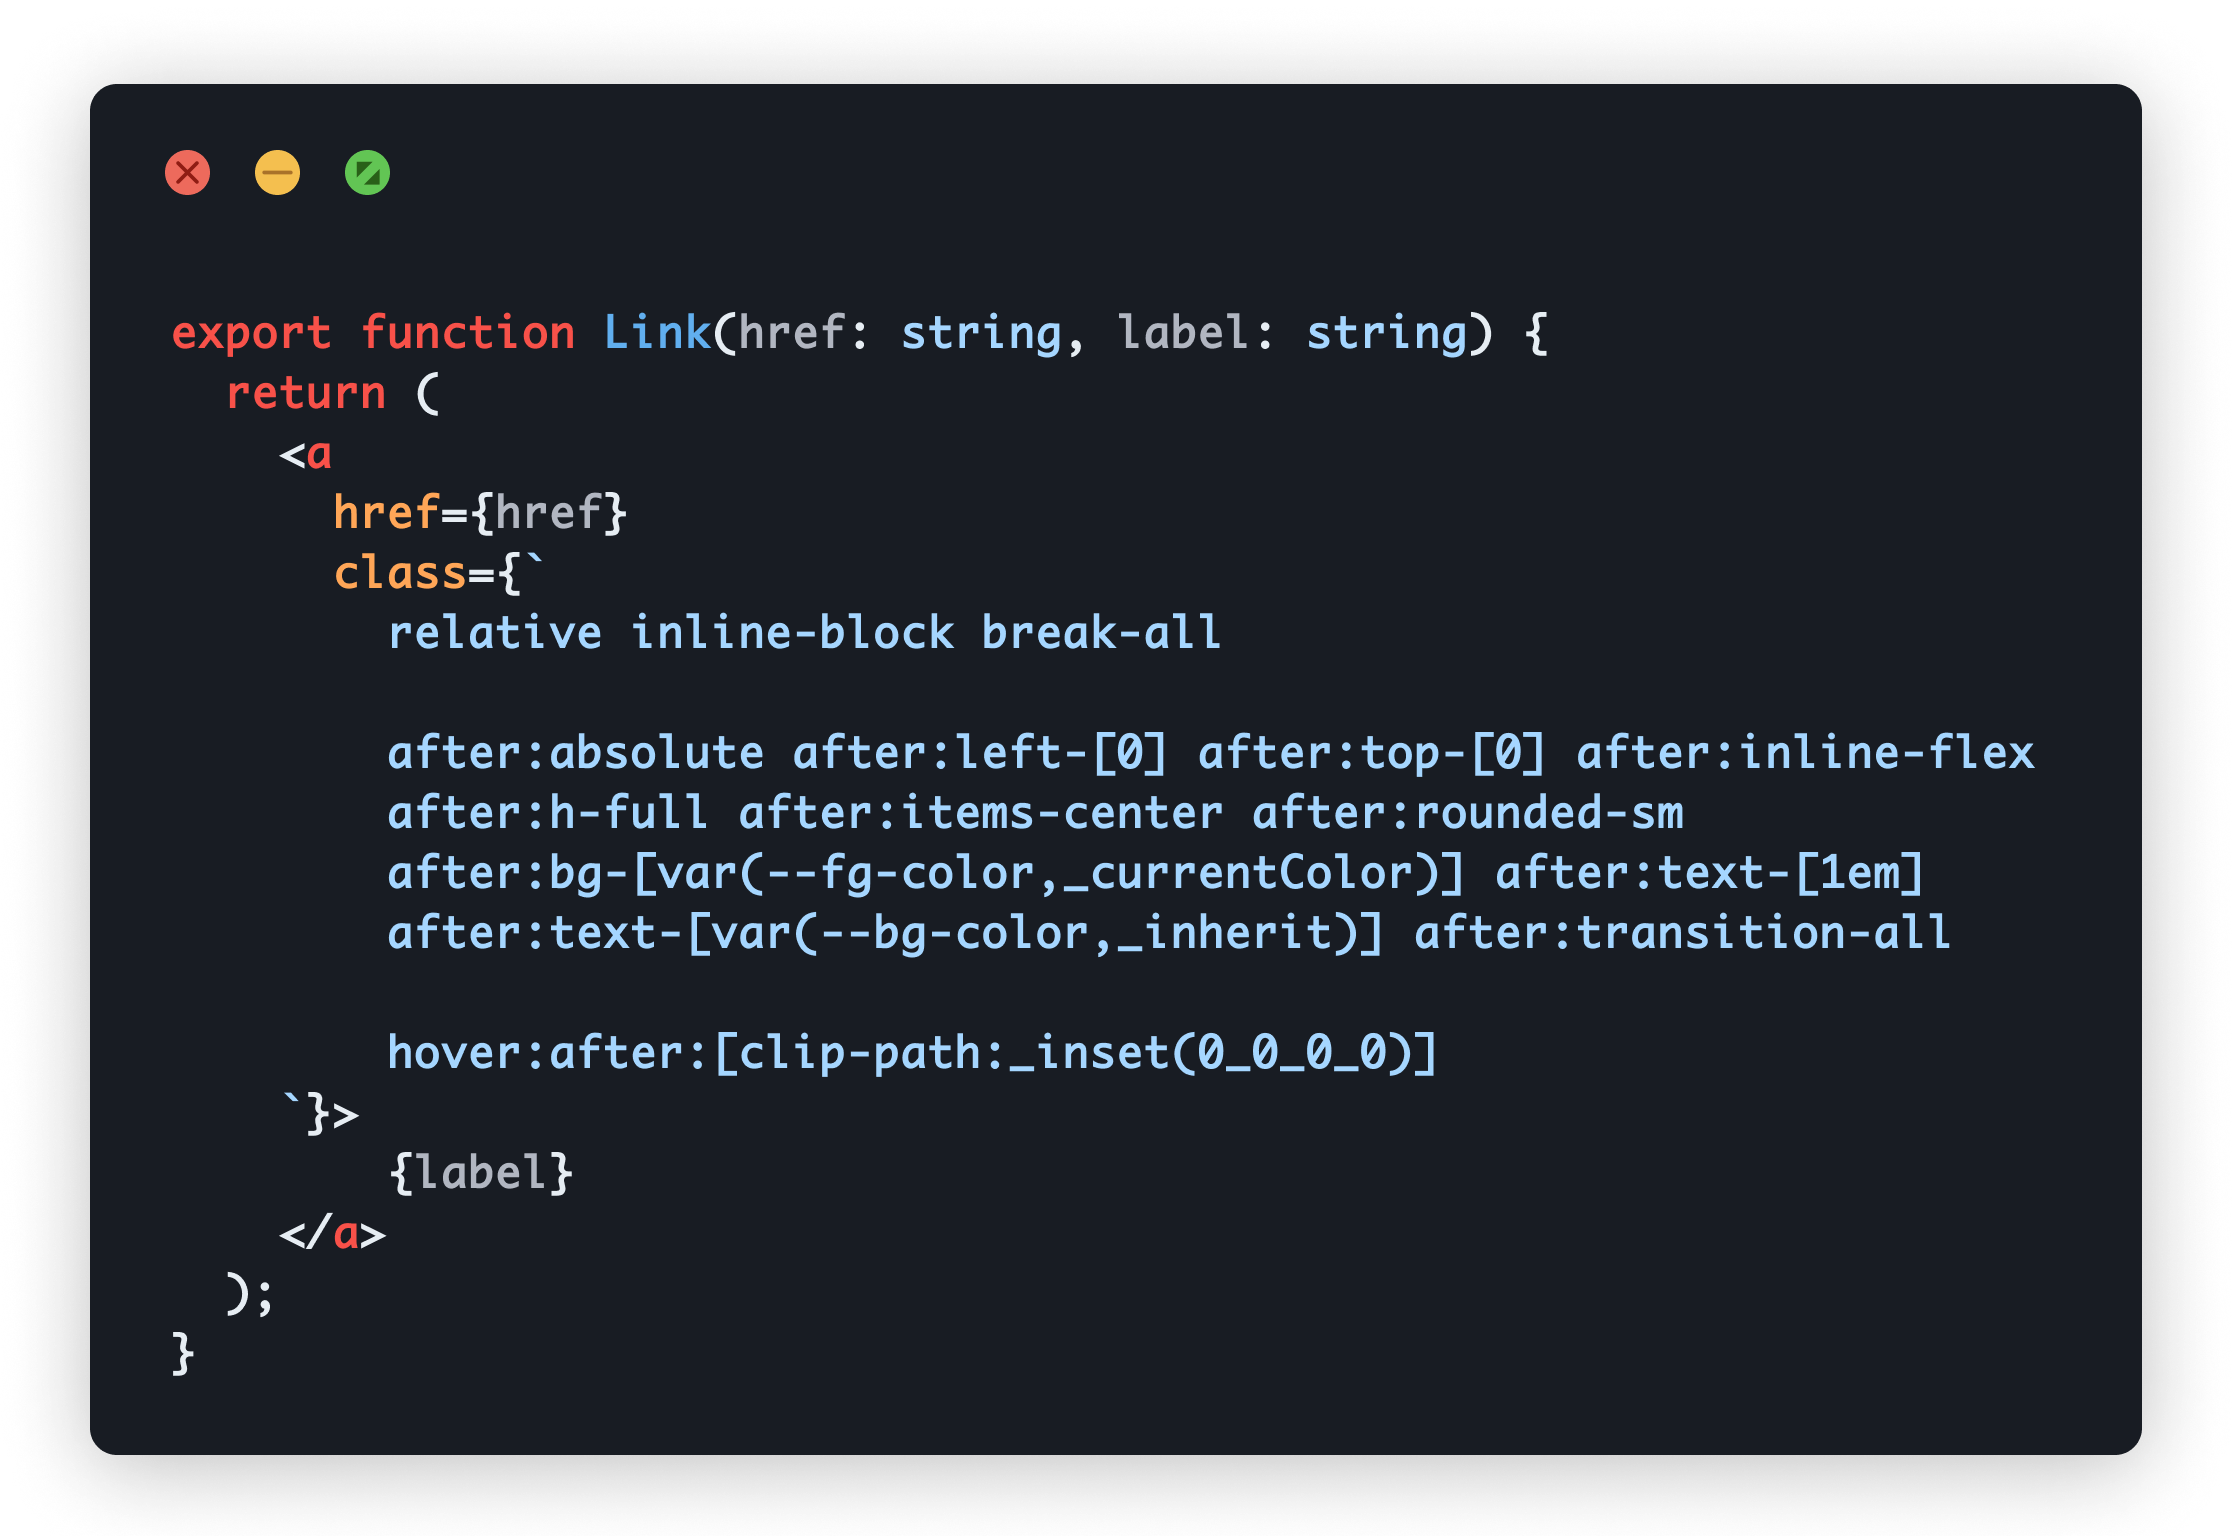 export function Link(href: string, label: string) {
  return (
    <a
      href={href}
      class={`
        relative inline-block break-all

        after:absolute after:left-[0] after:top-[0] after:inline-flex
        after:h-full after:items-center after:rounded-sm
        after:bg-[var(--fg-color,_currentColor)] after:text-[1em]
        after:text-[var(--bg-color,_inherit)] after:transition-all

        hover:after:[clip-path:_inset(0_0_0_0)]
    `}>
        {label}
    </a>
  );
}